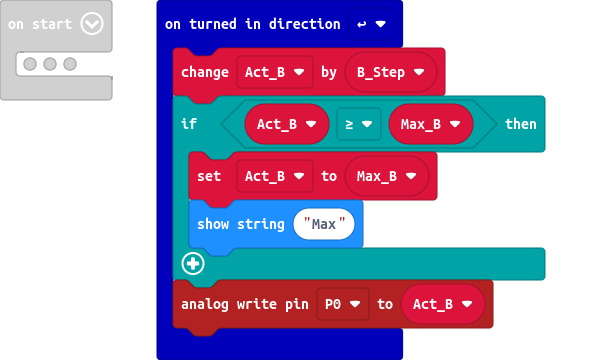 on start
on turned in direction ↩
change Act_B by B_Step
if Act_B ≥ Max_B then
set Act_B to Max_B
show string "Max"
analog write pin P0 to Act_B